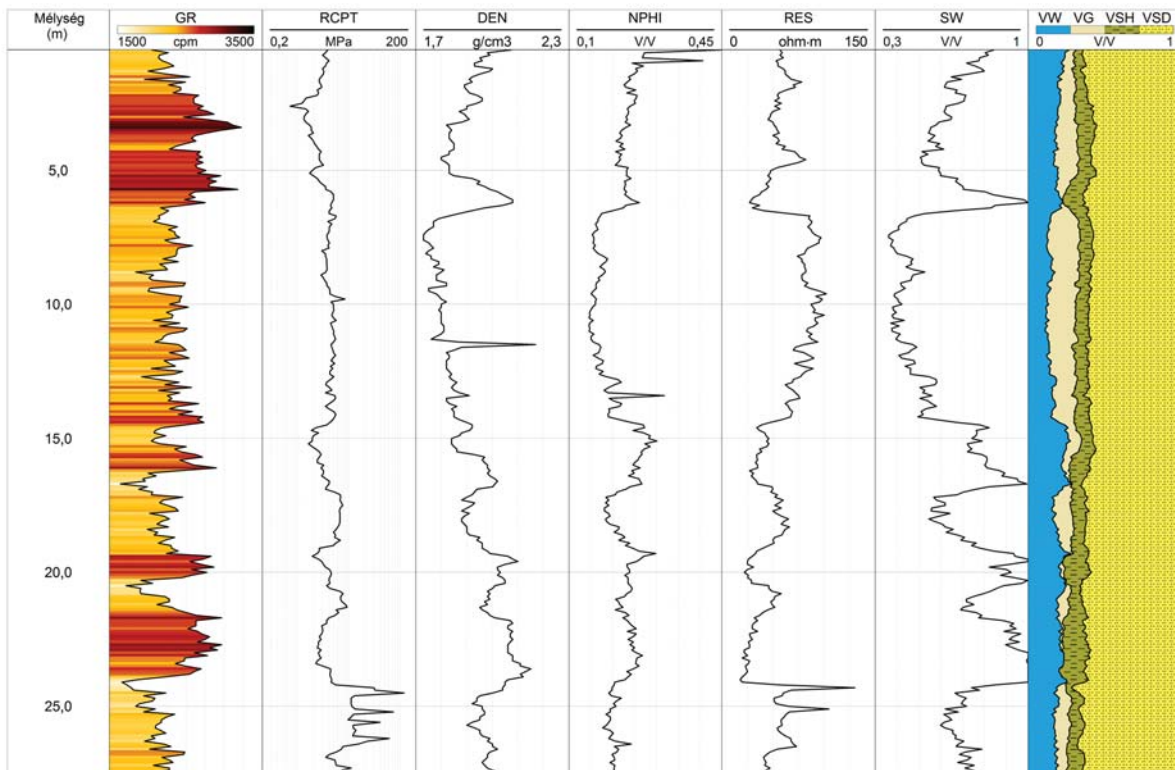 Mélység
(m)
GR
1500 cpm 3500
RCPT
0,2 MPa 200
DEN
1,7 g/cm3 2,3
NPHI
0,1 V/V 0,45
RES
0 ohm·m 150
SW
0,3 V/V 1
VW VG VSH VSD
0 V/V 1
5,0
10,0
15,0
20,0
25,0